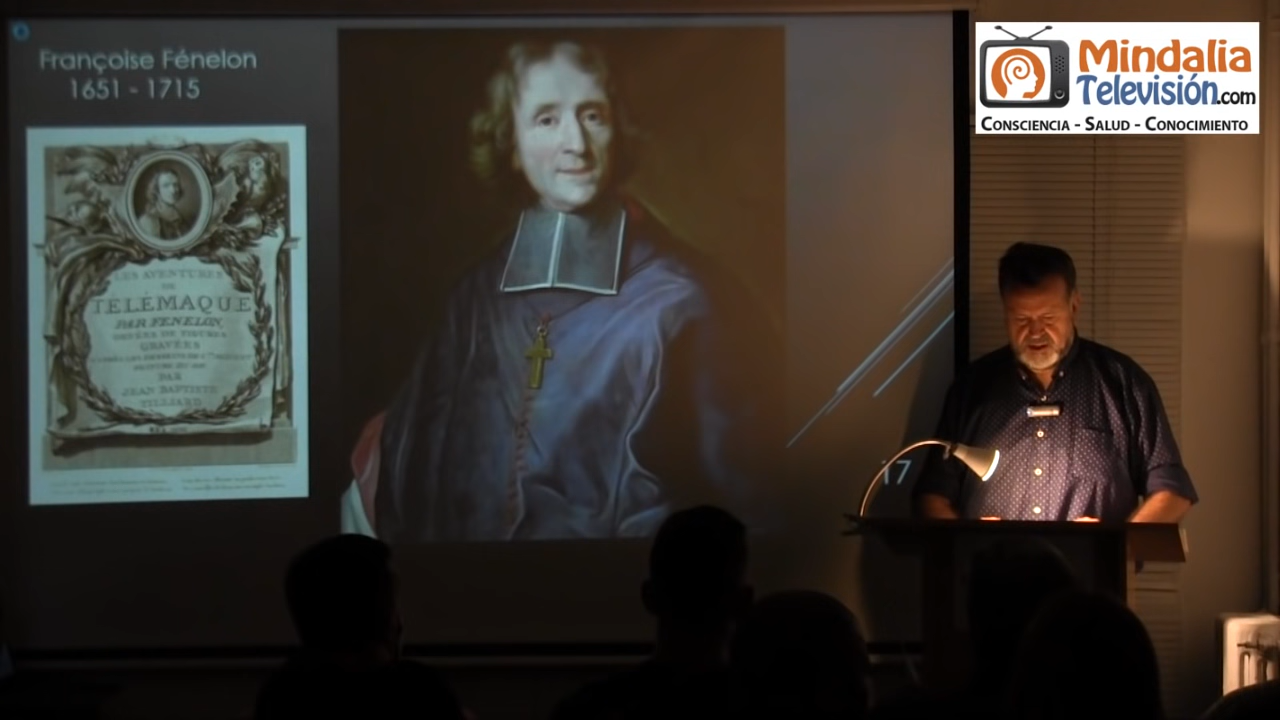 Françoise Fénelon
1651 - 1715
LES AVENTURES
DE
TELÉMAQUE
PAR FENELON,
GRAVÉES
PAR
JEAN BAPTISTE
TILLIARD
17
Mindalia
Televisión.com
CONSCIENCIA - SALUD - CONOCIMIENTO